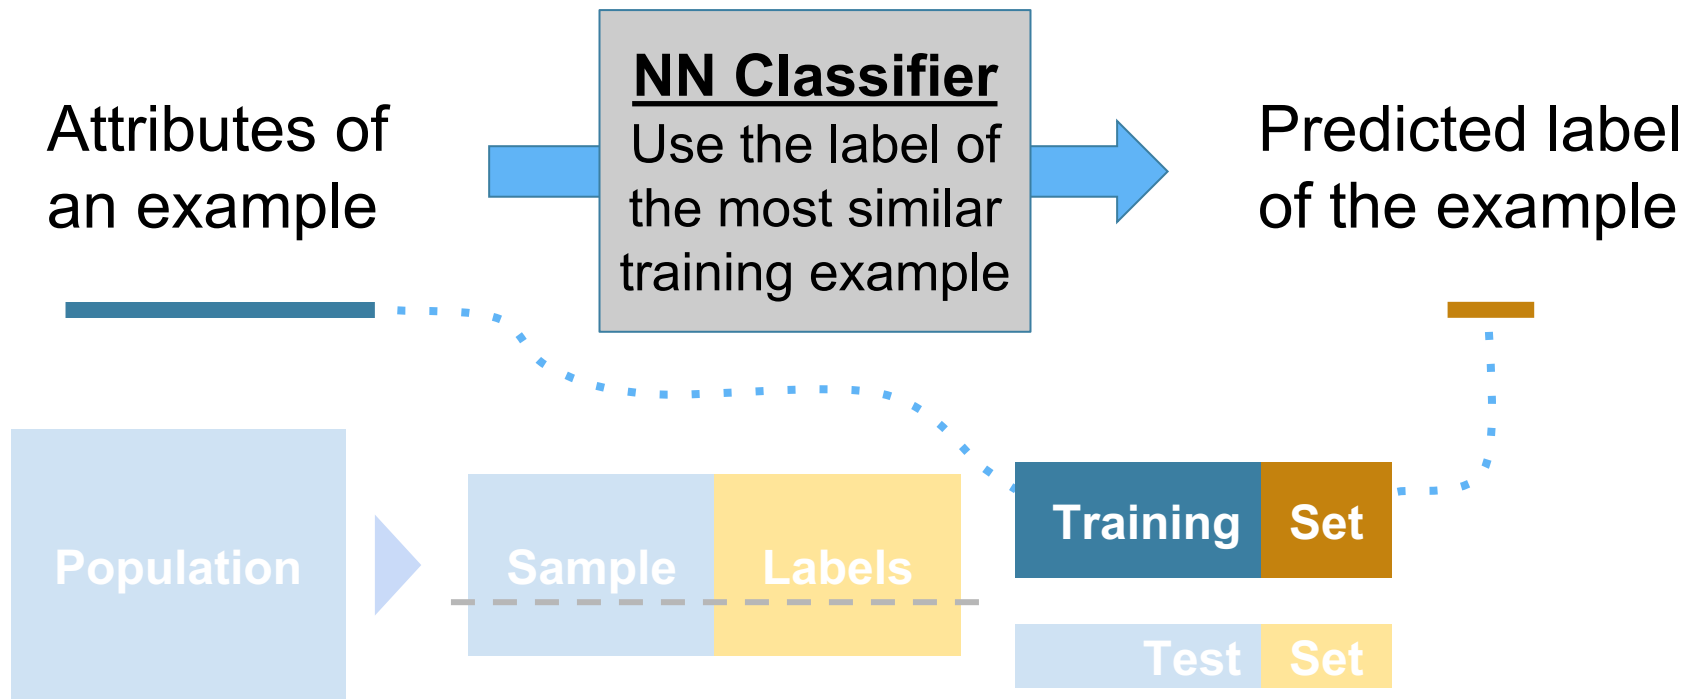 NN Classifier
Use the label of
the most similar
training example
Attributes of
an example
Predicted label
of the example
Population
Sample Labels
Training Set
Test Set